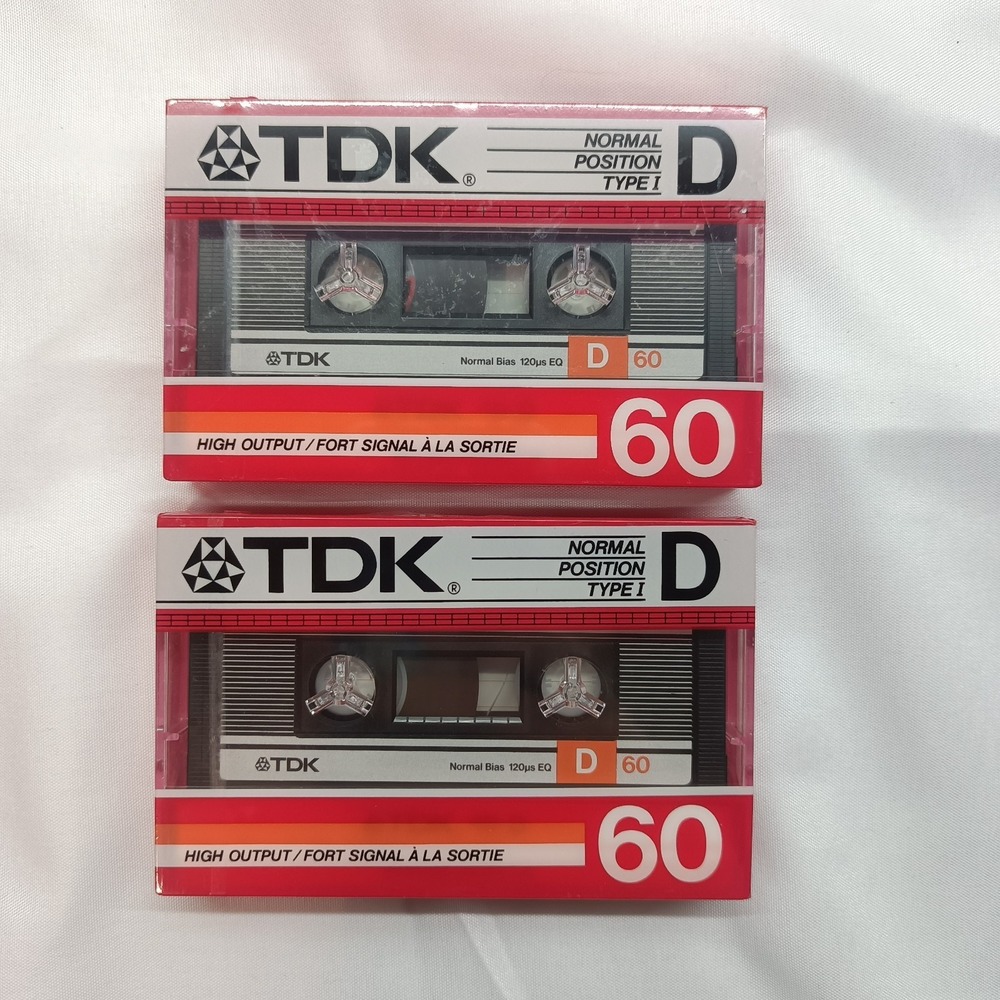 TDK®
NORMAL
POSITION
TYPE I
D
TDK
Normal Bias 120µs EQ
D
60
HIGH OUTPUT/FORT SIGNAL À LA SORTIE
60
TDK®
NORMAL
POSITION
TYPE I
D
TDK
Normal Bias 120µs EQ
D
60
HIGH OUTPUT/FORT SIGNAL À LA SORTIE
60